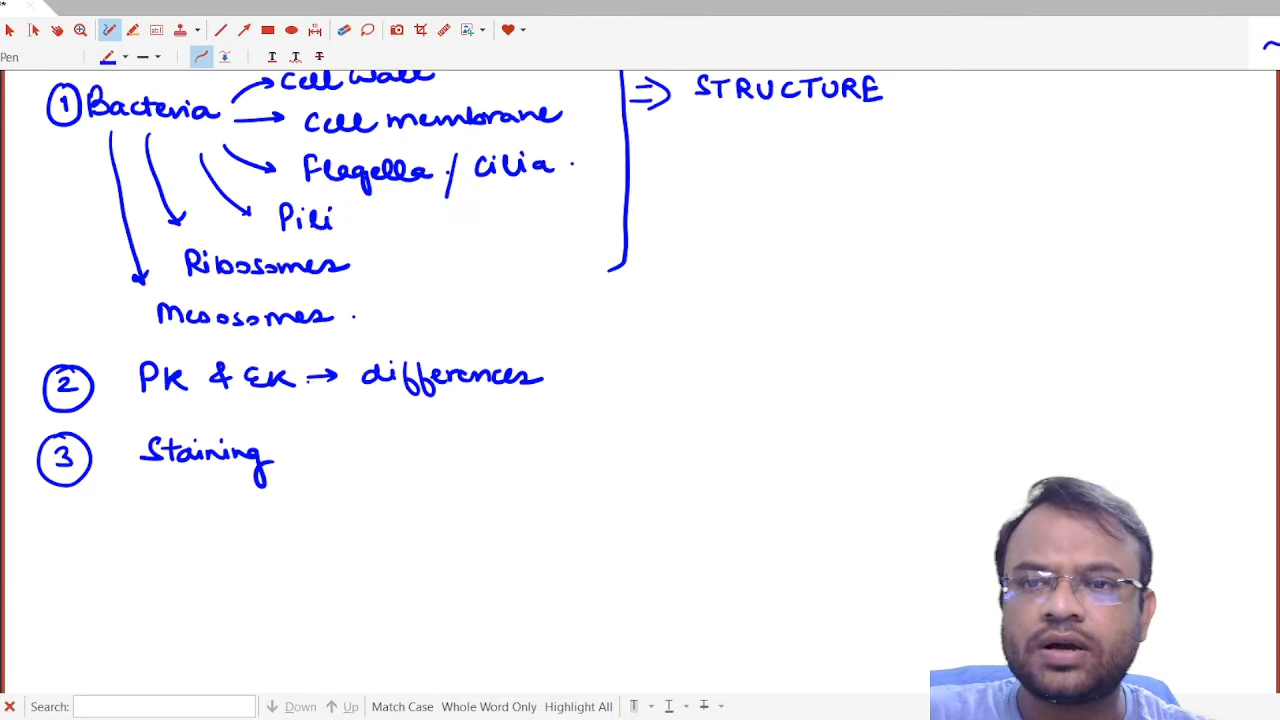 Pen
Cell wall
① Bacteria
Cell membrane
Flagella / Cilia
Pili
Ribosomes
Mesosomes
⇒ STRUCTURE
② PK & EK → differences
③ Staining
Search: Down Up Match Case Whole Word Only Highlight All